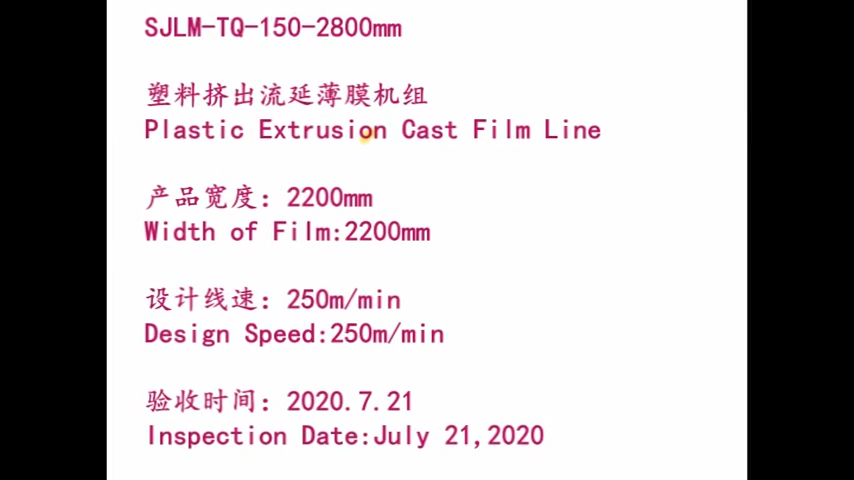 SJLM-TQ-150-2800mm
塑料挤出流延薄膜机组
Plastic Extrusion Cast Film Line
产品宽度：2200mm
Width of Film:2200mm
设计线速：250m/min
Design Speed:250m/min
验收时间：2020.7.21
Inspection Date:July 21,2020